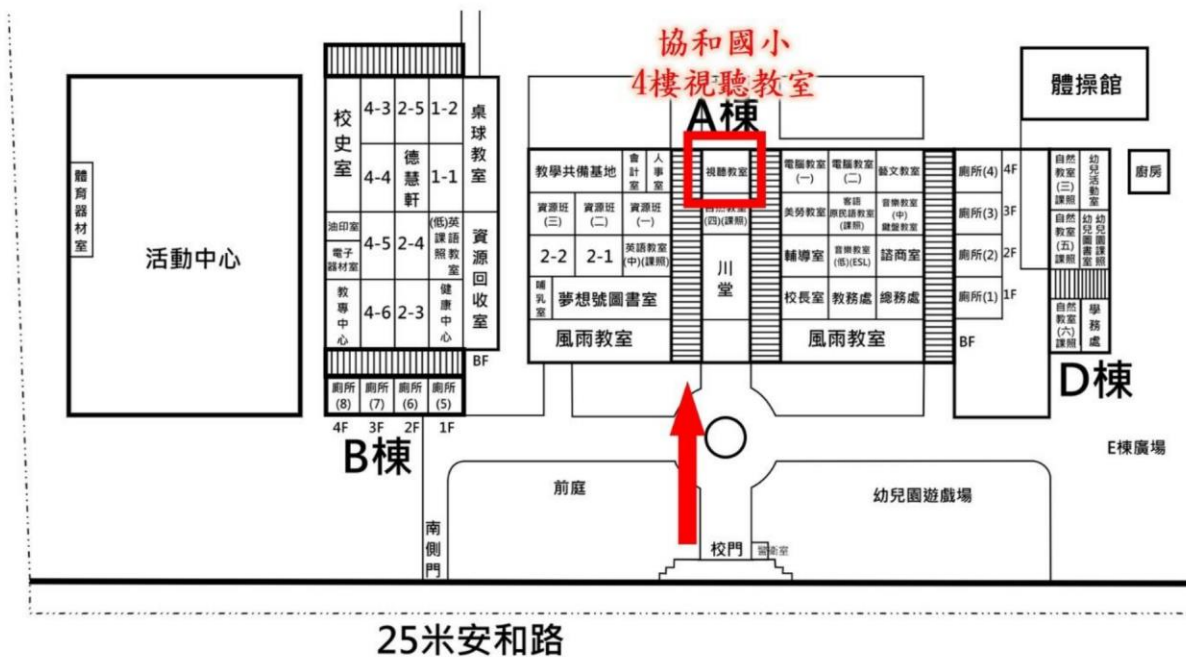 協和國小
4樓視聽教室
A棟
體操館
廚房
活動中心
體育器材室
校史室
4-3
2-5
1-2
桌球教室
4-4
德慧軒
1-1
油印室
電子
器材室
4-5
2-4
(低)英語教室
課照
資源回收室
教專中心
4-6
2-3
健康中心
BF
廁所
(8)
廁所
(7)
廁所
(6)
廁所
(5)
4F
3F
2F
1F
B棟
教學共備基地
會計室
人事室
視聽教室
電腦教室
(一)
電腦教室
(二)
藝文教室
廁所(4)
4F
資源班
(三)
資源班
(二)
資源班
(一)
自然教室
(四)(課照)
美勞教室
客語
原民語教室
(課照)
音樂教室
(中)
鍵盤教室
廁所(3)
3F
2-2
2-1
英語教室
(中)(課照)
川堂
輔導室
音樂教室
(低)(ESL)
諮商室
廁所(2)
2F
哺乳室
夢想號圖書室
校長室
教務處
總務處
廁所(1)
1F
風雨教室
風雨教室
BF
自然教室(三)課照
幼兒活動室
自然教室(五)課照
幼兒圖書室
幼兒園課照
自然教室(六)課照
學務處
D棟
E棟廣場
前庭
幼兒園遊戲場
南側門
校門
警衛室
25米安和路